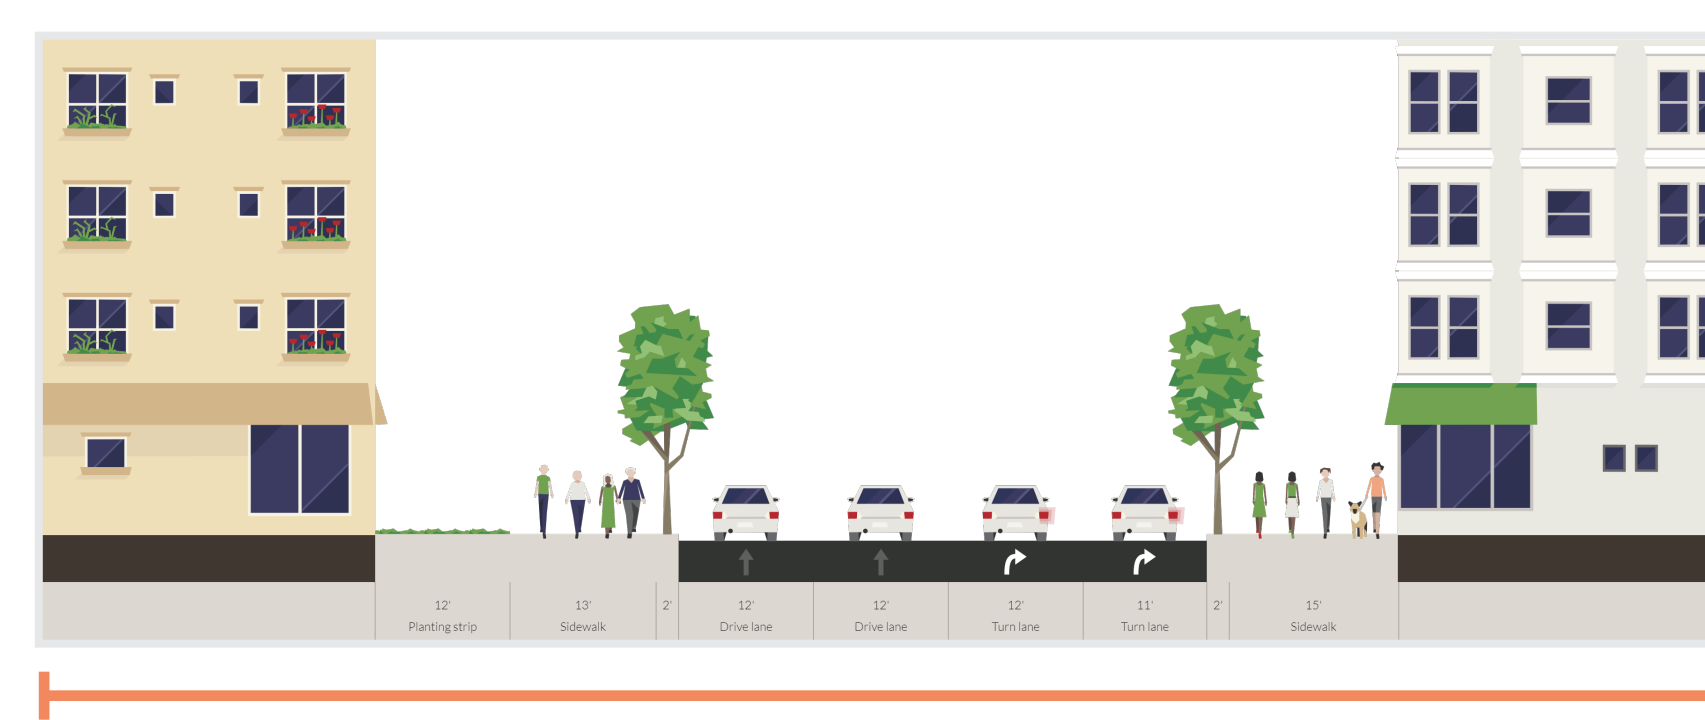 12' 13' 2' 12' 12' 12' 11' 2' 15'
Planting strip Sidewalk Drive lane Drive lane Turn lane Turn lane Sidewalk